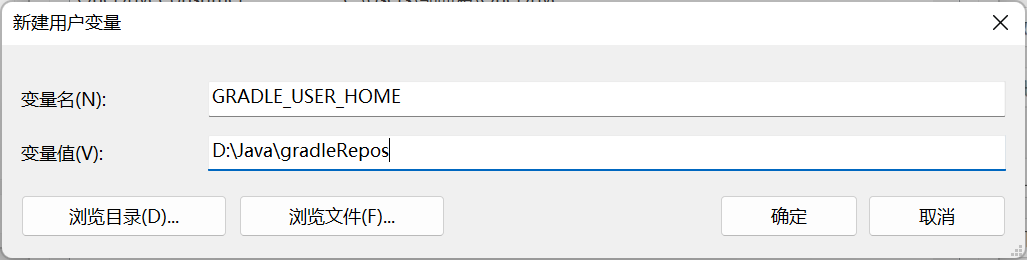 新建用户变量
变量名(N): GRADLE_USER_HOME
变量值(V): D:\Java\gradleRepos
浏览目录(D)... 浏览文件(F)... 确定 取消